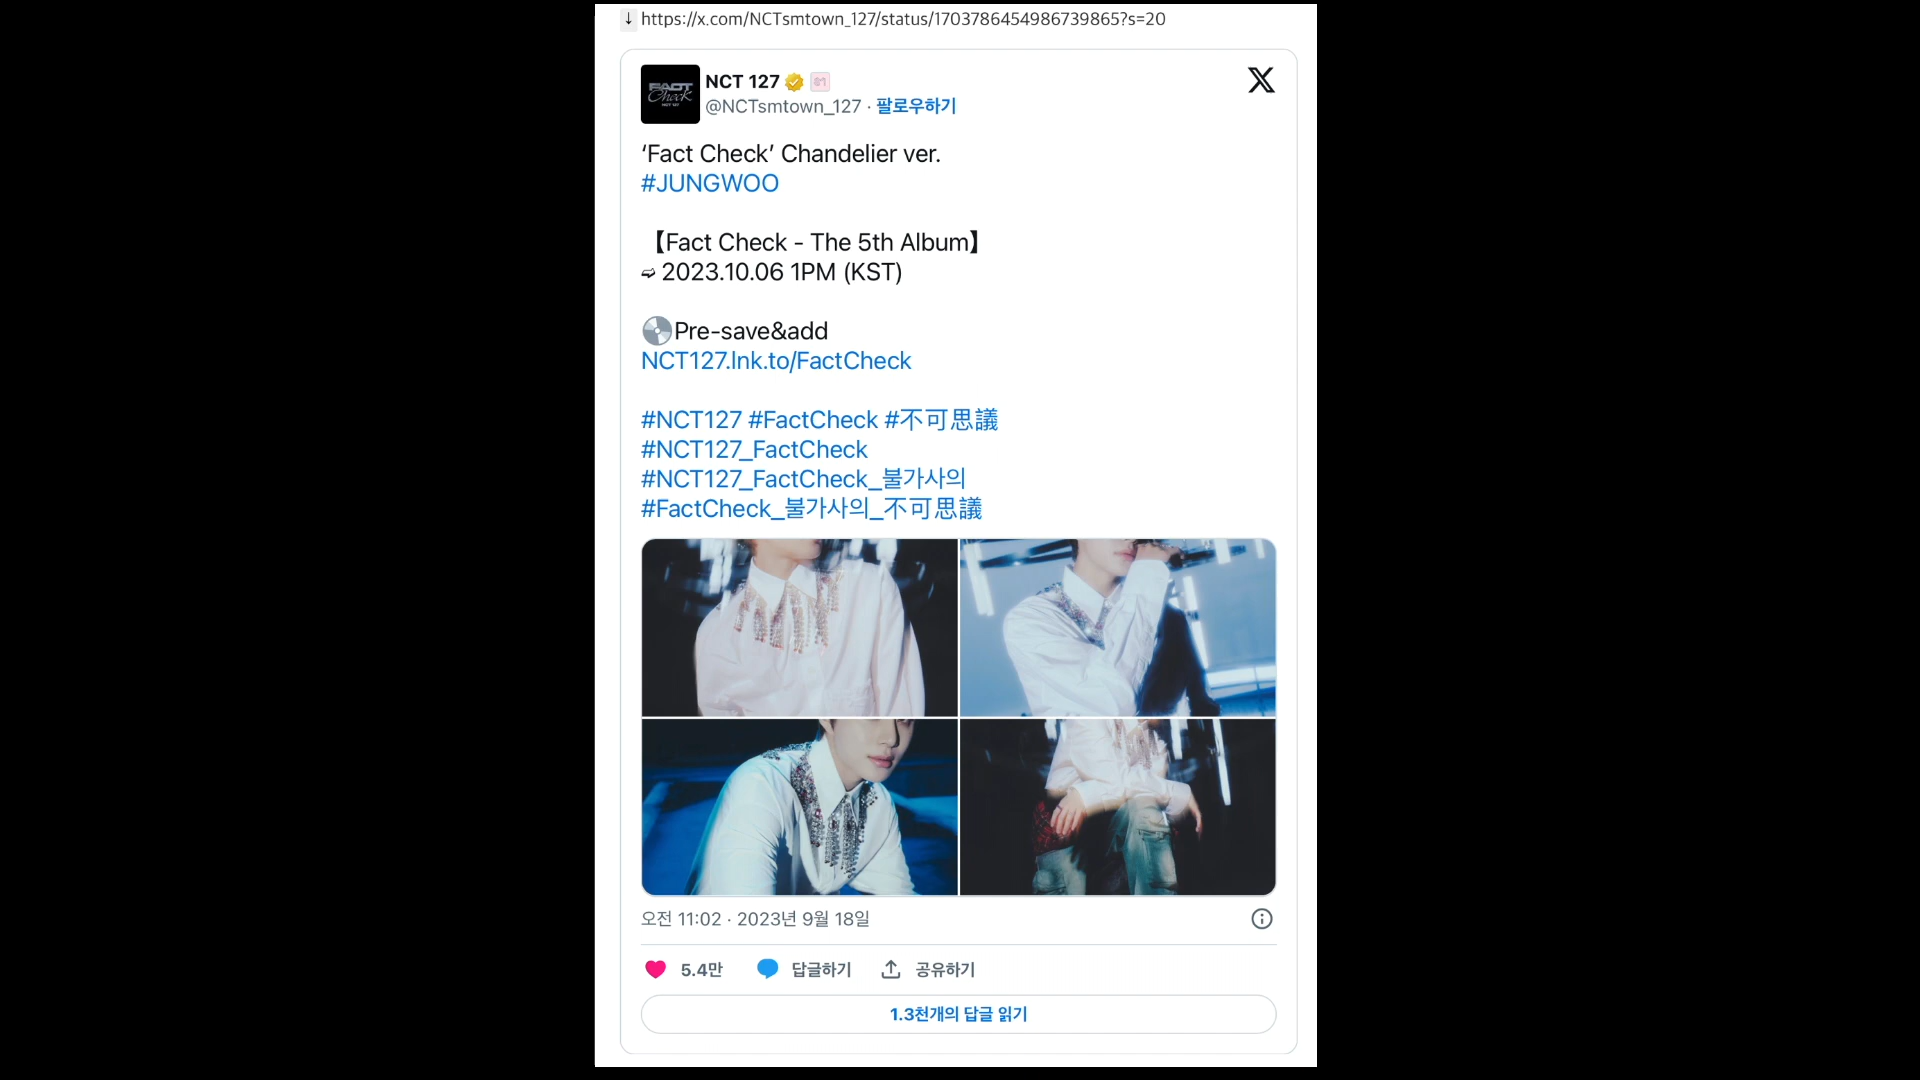 ↓ https://x.com/NCTsmtown_127/status/1703786454986739865?s=20
FACT Check
NCT 127
NCT 127
@NCTsmtown_127 · 팔로우하기
‘Fact Check’ Chandelier ver.
#JUNGWOO
【Fact Check - The 5th Album】
➫ 2023.10.06 1PM (KST)
💿Pre-save&add
NCT127.lnk.to/FactCheck
#NCT127 #FactCheck #不可思議
#NCT127_FactCheck
#NCT127_FactCheck_불가사의
#FactCheck_불가사의_不可思議
오전 11:02 · 2023년 9월 18일
5.4만 답글하기 공유하기
1.3천개의 답글 읽기